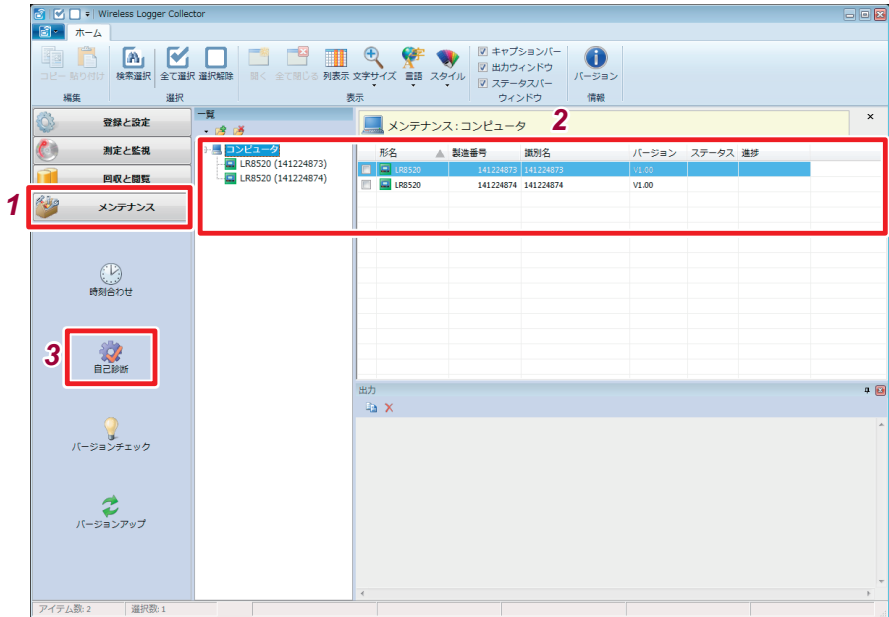 Wireless Logger Collector
ホーム
コピー 貼り付け 検索選択 全て選択 選択解除 開く 全て閉じる 列表示 文字サイズ 言語 スタイル バージョン
キャプションバー
出力ウィンドウ
ステータスバー
編集 選択 表示 ウィンドウ 情報
登録と設定
測定と監視
回収と閲覧
1
メンテナンス
時刻合わせ
3
自己診断
バージョンチェック
バージョンアップ
一覧
コンピュータ
LR8520 (141224873)
LR8520 (141224874)
メンテナンス:コンピュータ
2
形名 製造番号 識別名 バージョン ステータス 進捗
LR8520 141224873 141224873 V1.00
LR8520 141224874 141224874 V1.00
出力
アイテム数: 2 選択数: 1